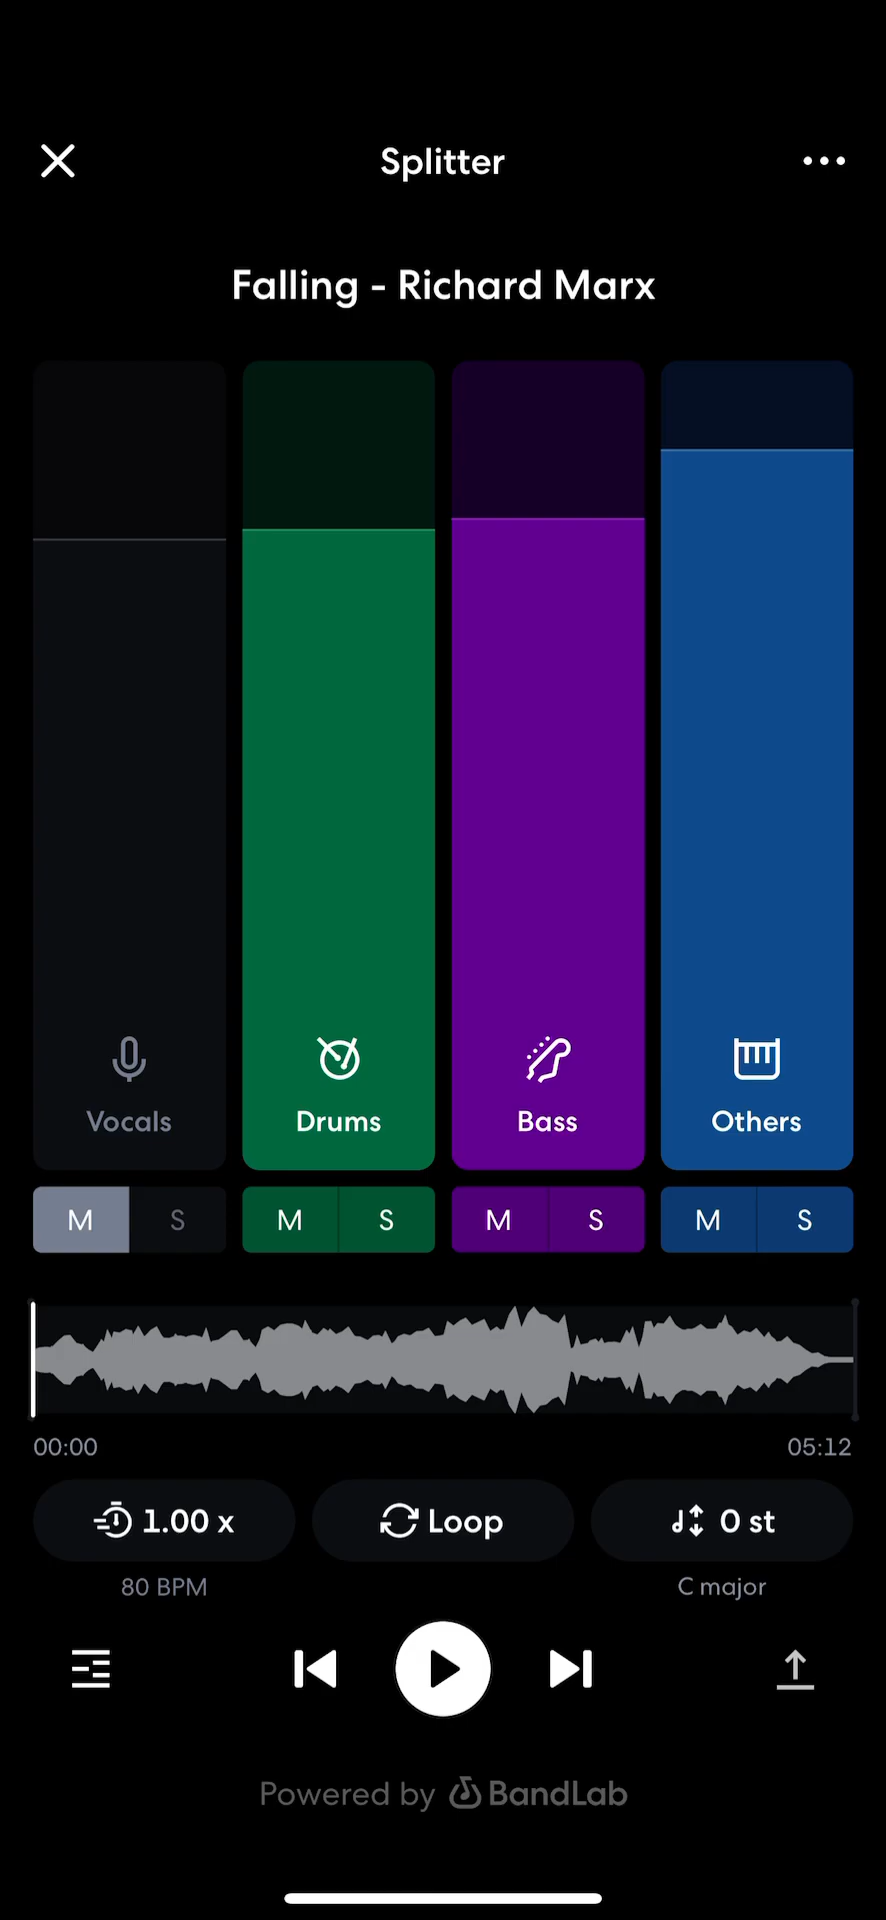 Splitter
Falling - Richard Marx
Vocals Drums Bass Others
M S M S M S M S
00:00 05:12
1.00 x Loop 0 st
80 BPM C major
Powered by BandLab